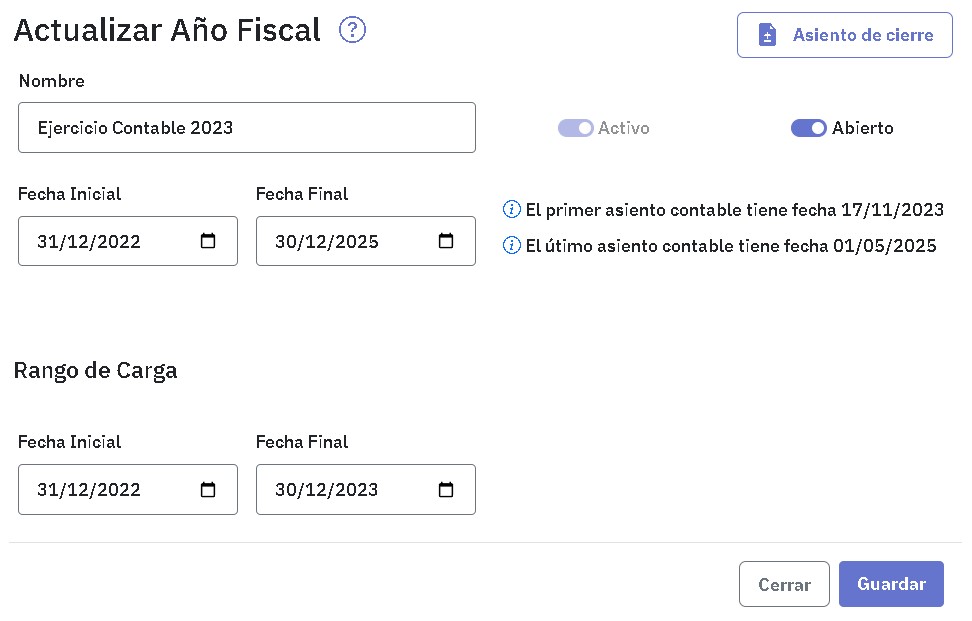 Actualizar Año Fiscal ?
Asiento de cierre
Nombre
Ejercicio Contable 2023
Activo
Abierto
Fecha Inicial
Fecha Final
31/12/2022
30/12/2025
El primer asiento contable tiene fecha 17/11/2023
El útimo asiento contable tiene fecha 01/05/2025
Rango de Carga
Fecha Inicial
Fecha Final
31/12/2022
30/12/2023
Cerrar
Guardar